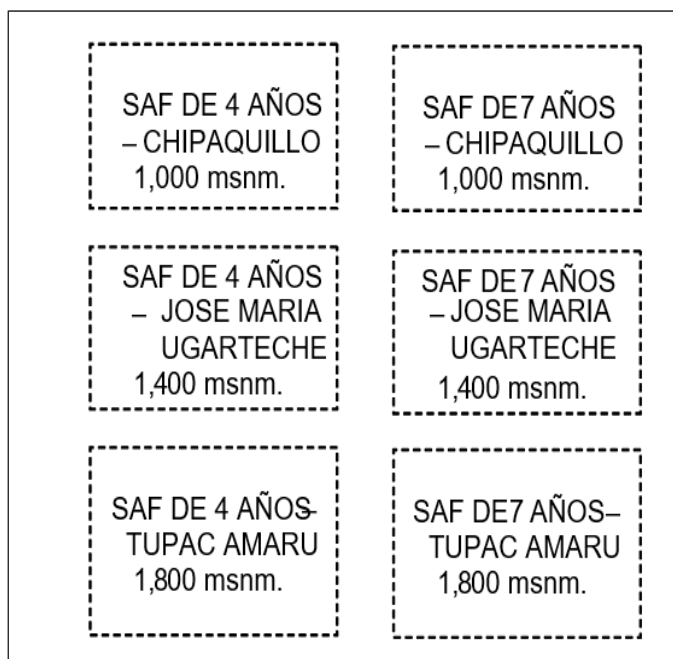 SAF DE 4 AÑOS
– CHIPAQUILLO
1,000 msnm.
SAF DE7 AÑOS
– CHIPAQUILLO
1,000 msnm.
SAF DE 4 AÑOS
– JOSE MARIA
UGARTECHE
1,400 msnm.
SAF DE7 AÑOS
– JOSE MARIA
UGARTECHE
1,400 msnm.
SAF DE 4 AÑOS–
TUPAC AMARU
1,800 msnm.
SAF DE7 AÑOS–
TUPAC AMARU
1,800 msnm.